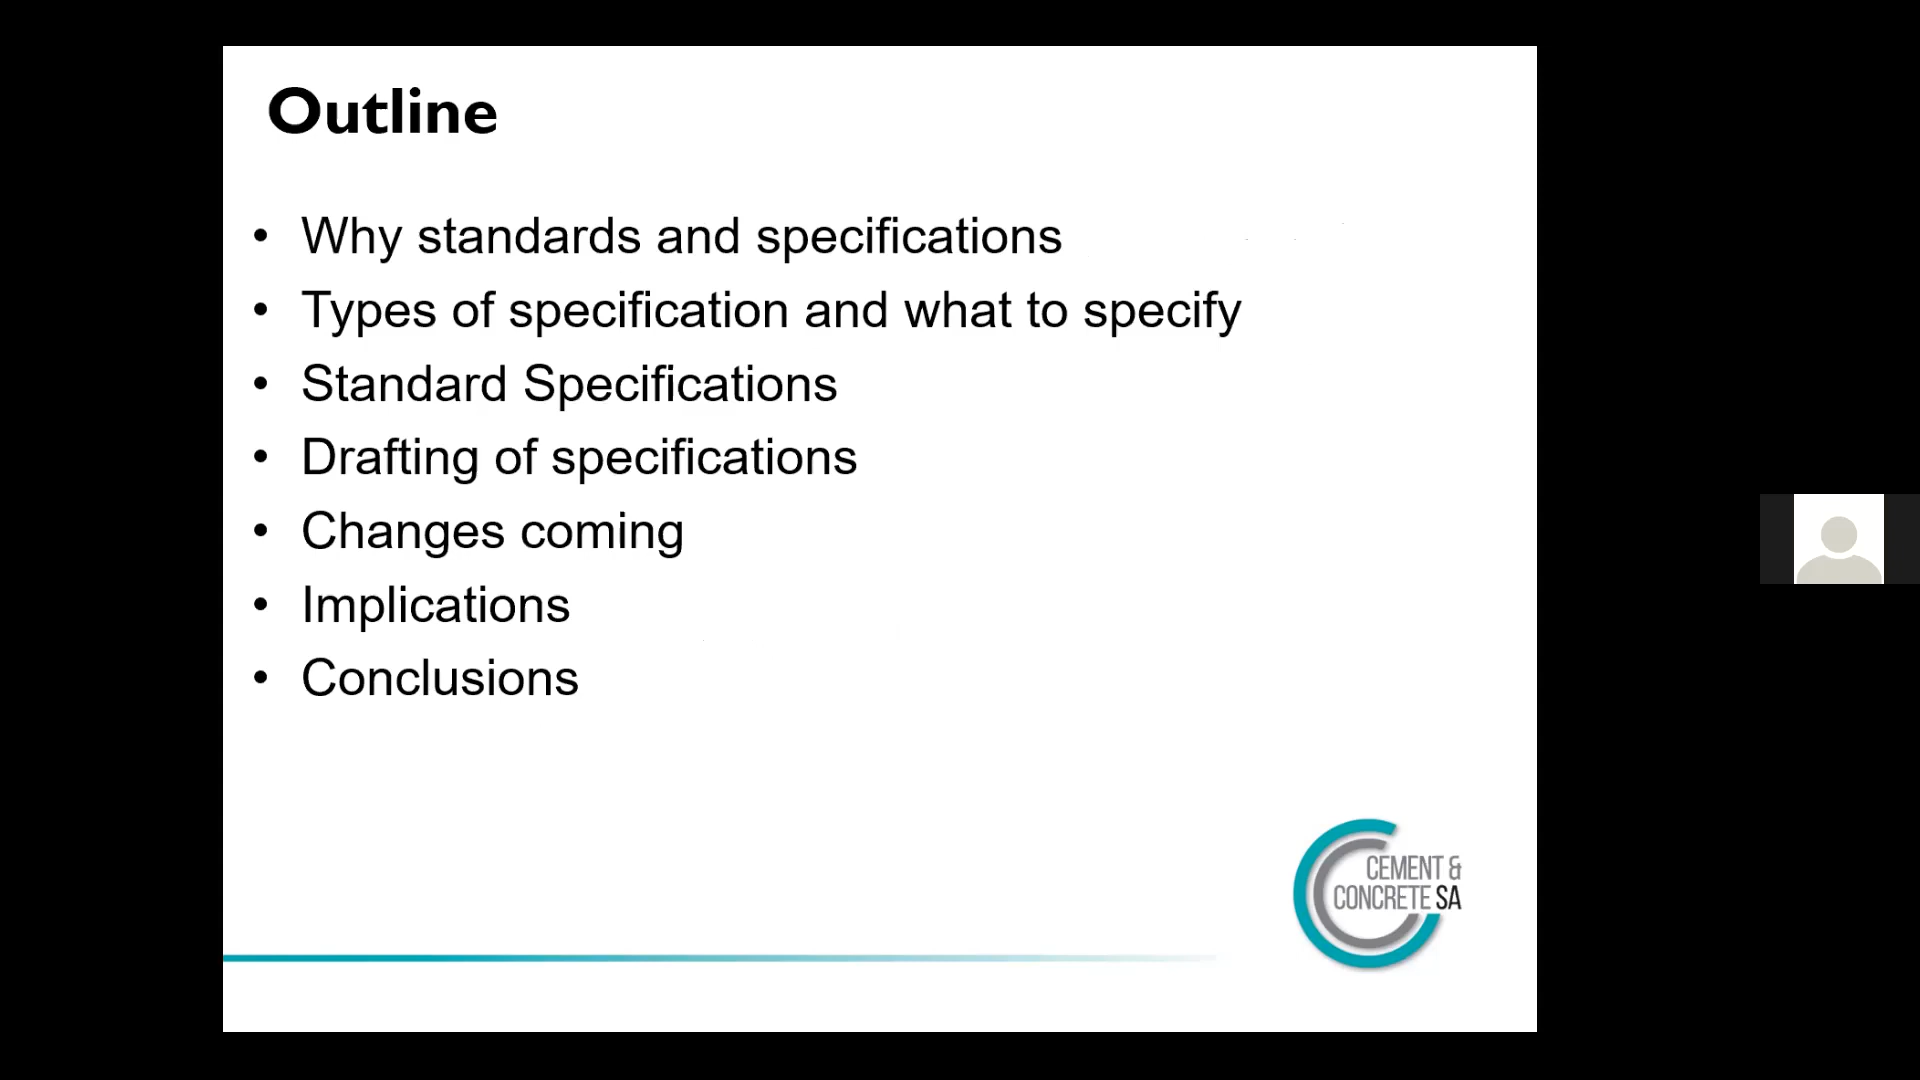 Outline
• Why standards and specifications
• Types of specification and what to specify
• Standard Specifications
• Drafting of specifications
• Changes coming
• Implications
• Conclusions
CEMENT &
CONCRETE SA